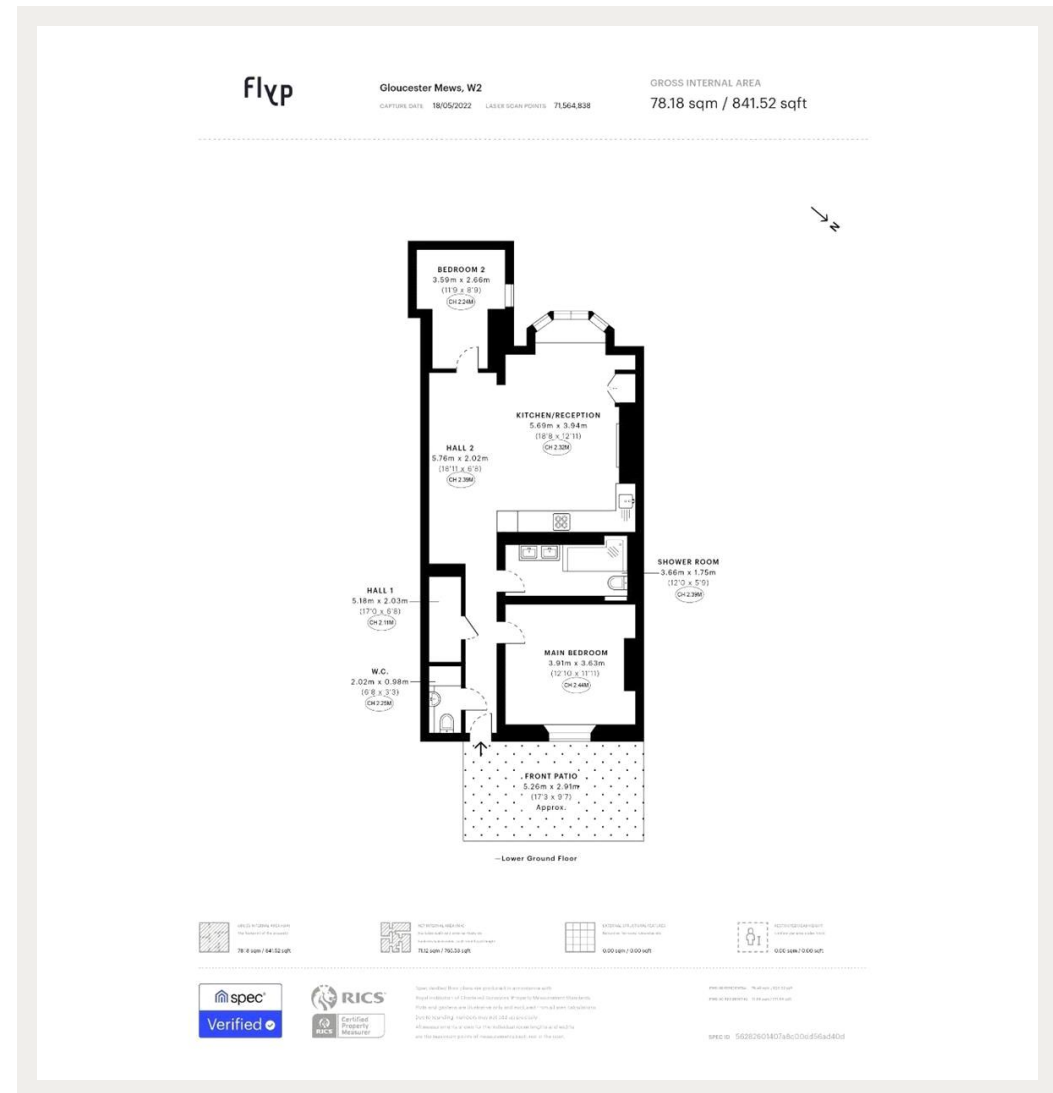 Flyp
Gloucester Mews, W2
CAPTURE DATE 18/05/2022 LASER SCAN POINTS 71,564,838
GROSS INTERNAL AREA
78.18 sqm / 841.52 sqft
N
BEDROOM 2
3.59m x 2.66m
(11'9 x 8'9)
CH 2.24M
KITCHEN/RECEPTION
5.69m x 3.94m
(18'8 x 12'11)
CH 2.32M
HALL 2
5.76m x 2.02m
(18'11 x 6'8)
CH 2.39M
SHOWER ROOM
3.66m x 1.75m
(12'0 x 5'9)
CH 2.39M
HALL 1
5.18m x 2.03m
(17'0 x 6'8)
CH 2.11M
MAIN BEDROOM
3.91m x 3.63m
(12'10 x 11'11)
CH 2.44M
W.C.
2.02m x 0.98m
(6'8 x 3'3)
CH 2.25M
FRONT PATIO
5.26m x 2.91m
(17'3 x 9'7)
Approx.
—Lower Ground Floor
78.18 sqm / 841.52 sqft
0.00 sqm / 0.00 sqft
0.00 sqm / 0.00 sqft
spec
Verified
RICS
RICS
Certified
Property
Measurer
SPEC ID